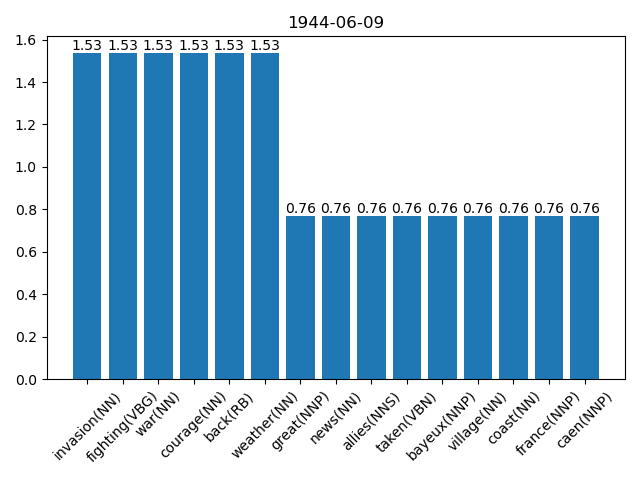 1944-06-09
1.53 1.53 1.53 1.53 1.53 1.53
0.76 0.76 0.76 0.76 0.76 0.76 0.76 0.76 0.76
1.6
1.4
1.2
1.0
0.8
0.6
0.4
0.2
0.0
invasion(NN)
fighting(VBG)
war(NN)
courage(NN)
back(RB)
weather(NN)
great(NNP)
news(NN)
allies(NNS)
taken(VBN)
bayeux(NNP)
village(NN)
coast(NN)
france(NNP)
caen(NNP)